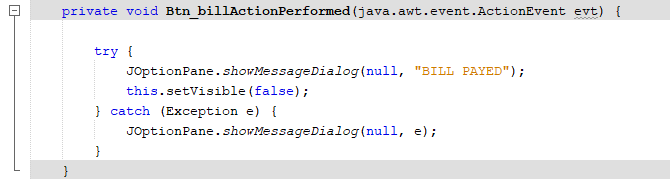 private void Btn_billActionPerformed(java.awt.event.ActionEvent evt) {
try {
JOptionPane.showMessageDialog(null, "BILL PAYED");
this.setVisible(false);
} catch (Exception e) {
JOptionPane.showMessageDialog(null, e);
}
}